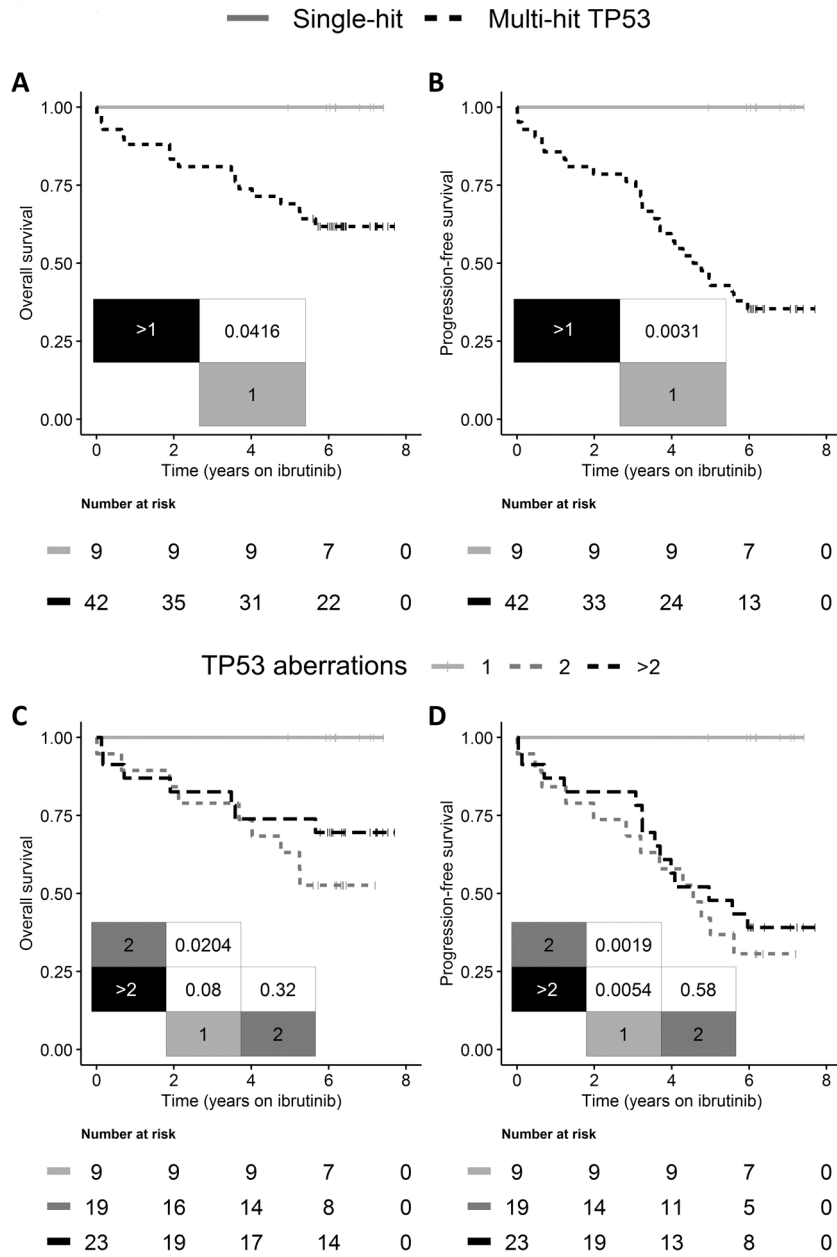 Single-hit Multi-hit TP53
A
B
1.00
0.75
0.50
0.25
0.00
Overall survival
>1 0.0416
1
0 2 4 6 8
Time (years on ibrutinib)
1.00
0.75
0.50
0.25
0.00
Progression-free survival
>1 0.0031
1
0 2 4 6 8
Time (years on ibrutinib)
Number at risk
9 9 9 7 0
42 35 31 22 0
Number at risk
9 9 9 7 0
42 33 24 13 0
TP53 aberrations 1 2 >2
C
D
1.00
0.75
0.50
0.25
0.00
Overall survival
2 0.0204
>2 0.08 0.32
1 2
0 2 4 6 8
Time (years on ibrutinib)
1.00
0.75
0.50
0.25
0.00
Progression-free survival
2 0.0019
>2 0.0054 0.58
1 2
0 2 4 6 8
Time (years on ibrutinib)
Number at risk
9 9 9 7 0
19 16 14 8 0
23 19 17 14 0
Number at risk
9 9 9 7 0
19 14 11 5 0
23 19 13 8 0